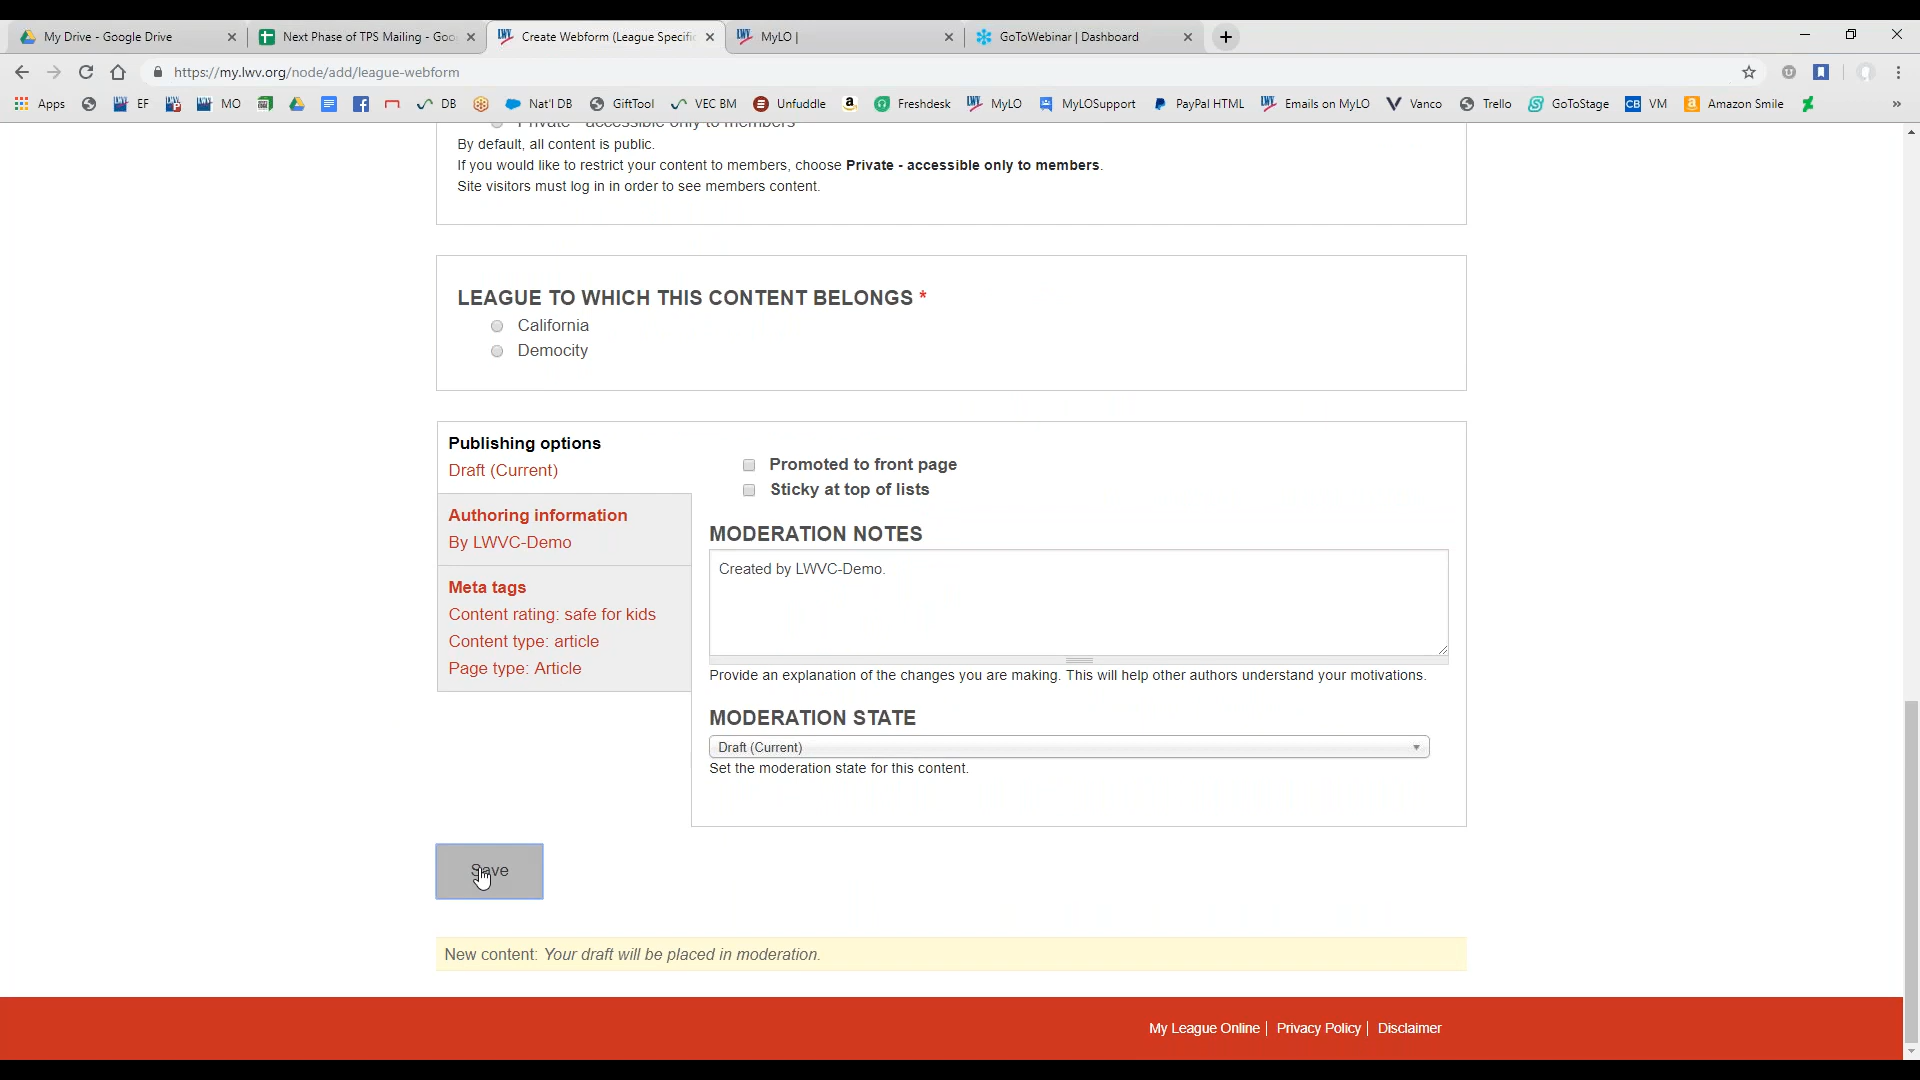 My Drive - Google Drive
Next Phase of TPS Mailing - Goo
Create Webform (League Specific
MyLO |
GoToWebinar | Dashboard
https://my.lwv.org/node/add/league-webform
Apps
EF
MO
DB
Nat'l DB
GiftTool
VEC BM
Unfuddle
Freshdesk
MyLO
MyLOSupport
PayPal HTML
Emails on MyLO
Vanco
Trello
GoToStage
CB VM
Amazon Smile
Private - accessible only to members
By default, all content is public.
If you would like to restrict your content to members, choose Private - accessible only to members.
Site visitors must log in in order to see members content.
LEAGUE TO WHICH THIS CONTENT BELONGS *
California
Democity
Publishing options
Draft (Current)
Authoring information
By LWVC-Demo
Meta tags
Content rating: safe for kids
Content type: article
Page type: Article
Promoted to front page
Sticky at top of lists
MODERATION NOTES
Created by LWVC-Demo.
Provide an explanation of the changes you are making. This will help other authors understand your motivations.
MODERATION STATE
Draft (Current)
Set the moderation state for this content.
Save
New content: Your draft will be placed in moderation.
My League Online | Privacy Policy | Disclaimer